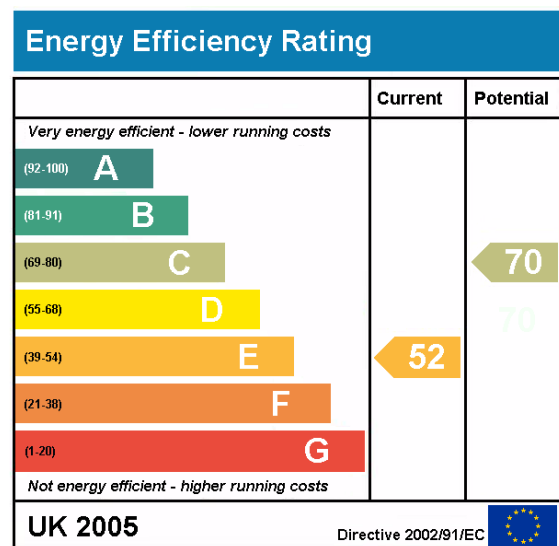 Energy Efficiency Rating
Current Potential
Very energy efficient - lower running costs
(92-100) A
(81-91) B
(69-80) C 70
(55-68) D 70
(39-54) E 52
(21-38) F
(1-20) G
Not energy efficient - higher running costs
UK 2005 Directive 2002/91/EC